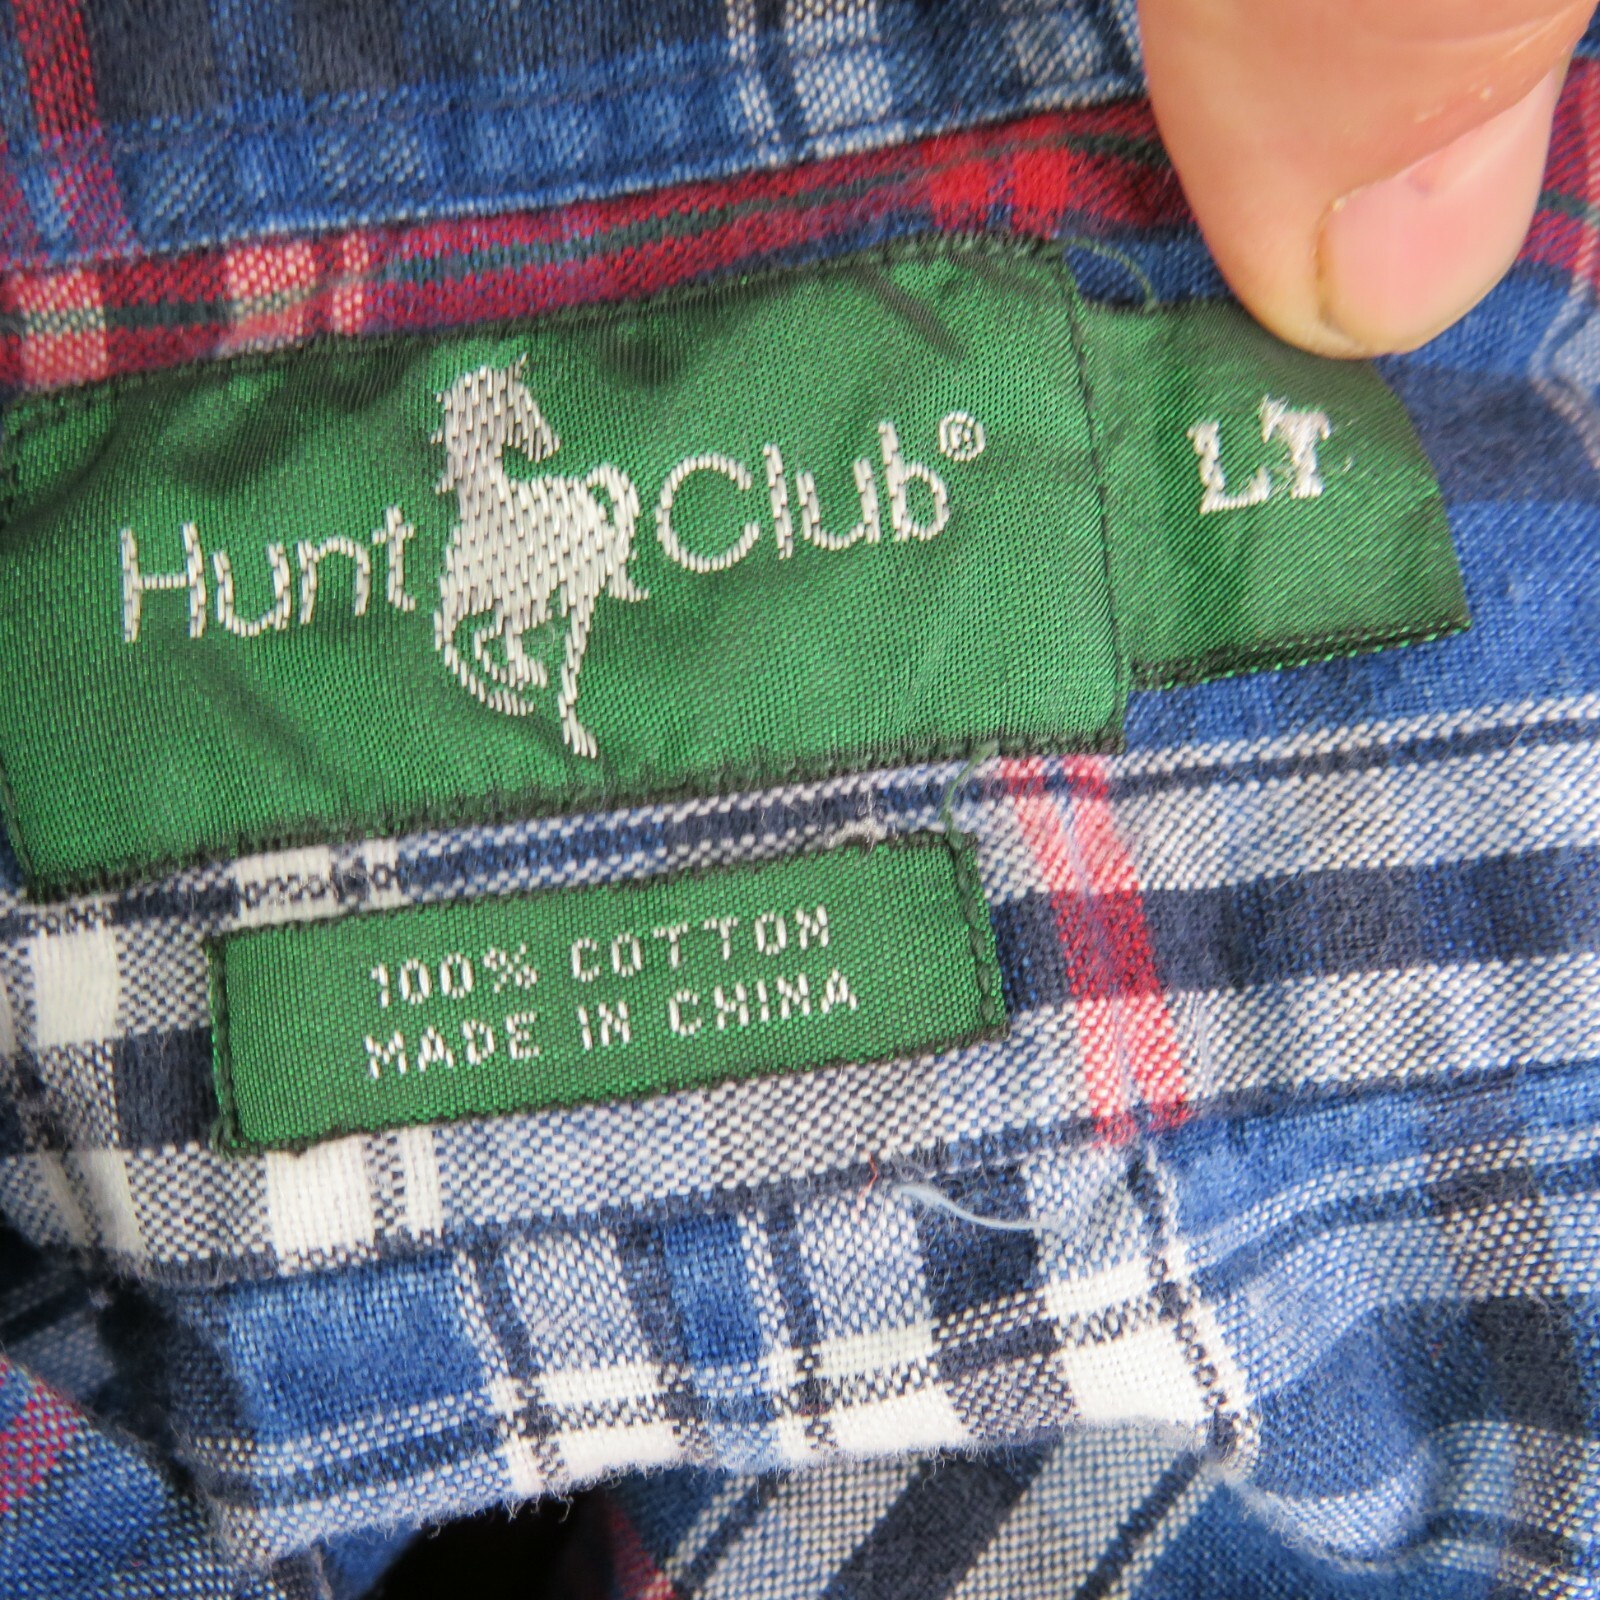 Hunt Club®
LT
100% COTTON
MADE IN CHINA